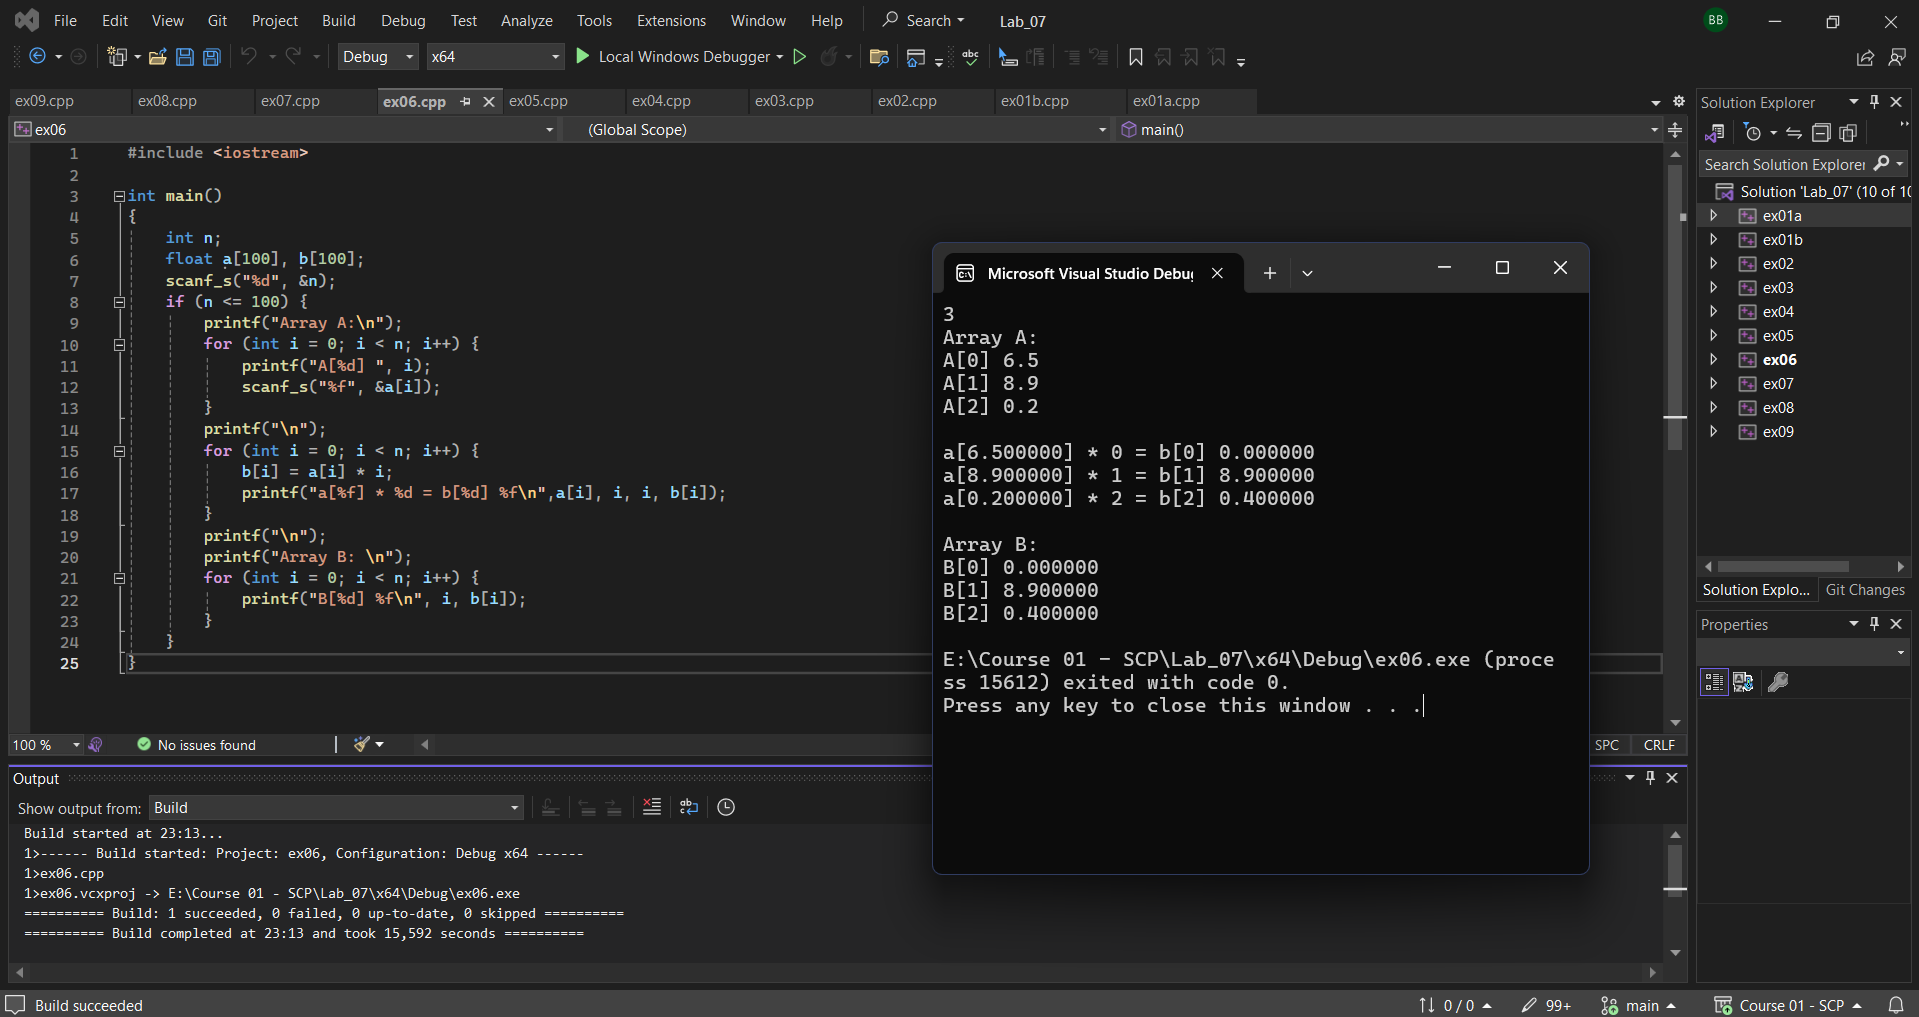 File Edit View Git Project Build Debug Test Analyze Tools Extensions Window Help Search Lab_07 BB
Debug x64 Local Windows Debugger
ex09.cpp ex08.cpp ex07.cpp ex06.cpp ex05.cpp ex04.cpp ex03.cpp ex02.cpp ex01b.cpp ex01a.cpp
ex06 (Global Scope) main()
1 #include <iostream>
2
3 int main()
4 {
5 int n;
6 float a[100], b[100];
7 scanf_s("%d", &n);
8 if (n <= 100) {
9 printf("Array A:\n");
10 for (int i = 0; i < n; i++) {
11 printf("A[%d] ", i);
12 scanf_s("%f", &a[i]);
13 }
14 printf("\n");
15 for (int i = 0; i < n; i++) {
16 b[i] = a[i] * i;
17 printf("a[%f] * %d = b[%d] %f\n",a[i], i, i, b[i]);
18 }
19 printf("\n");
20 printf("Array B: \n");
21 for (int i = 0; i < n; i++) {
22 printf("B[%d] %f\n", i, b[i]);
23 }
24 }
25 }
100 % No issues found SPC CRLF
Microsoft Visual Studio Debu
3
Array A:
A[0] 6.5
A[1] 8.9
A[2] 0.2
a[6.500000] * 0 = b[0] 0.000000
a[8.900000] * 1 = b[1] 8.900000
a[0.200000] * 2 = b[2] 0.400000
Array B:
B[0] 0.000000
B[1] 8.900000
B[2] 0.400000
E:\Course 01 - SCP\Lab_07\x64\Debug\ex06.exe (proce
ss 15612) exited with code 0.
Press any key to close this window . . .
Output
Show output from: Build
Build started at 23:13...
1>------ Build started: Project: ex06, Configuration: Debug x64 ------
1>ex06.cpp
1>ex06.vcxproj -> E:\Course 01 - SCP\Lab_07\x64\Debug\ex06.exe
========== Build: 1 succeeded, 0 failed, 0 up-to-date, 0 skipped ==========
========== Build completed at 23:13 and took 15,592 seconds ==========
Solution Explorer
Search Solution Explorer
Solution 'Lab_07' (10 of 10
ex01a
ex01b
ex02
ex03
ex04
ex05
ex06
ex07
ex08
ex09
Solution Explo... Git Changes
Properties
Build succeeded 0 / 0 99+ main Course 01 - SCP